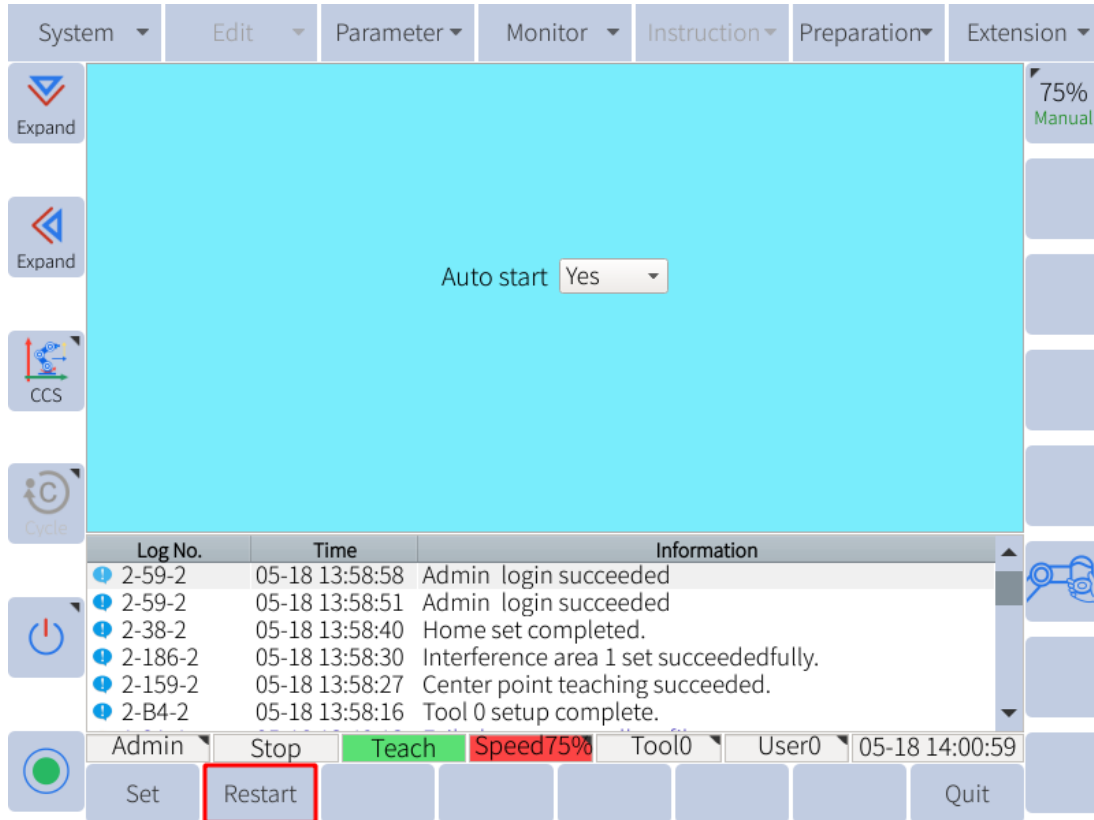 System Edit Parameter Monitor Instruction Preparation Extension
Expand
75%
Manual
Expand
Auto start Yes
CCS
Cycle
Log No. Time Information
2-59-2 05-18 13:58:58 Admin login succeeded
2-59-2 05-18 13:58:51 Admin login succeeded
2-38-2 05-18 13:58:40 Home set completed.
2-186-2 05-18 13:58:30 Interference area 1 set succeededfully.
2-159-2 05-18 13:58:27 Center point teaching succeeded.
2-B4-2 05-18 13:58:16 Tool 0 setup complete.
Admin Stop Teach Speed75% Tool0 User0 05-18 14:00:59
Set Restart Quit